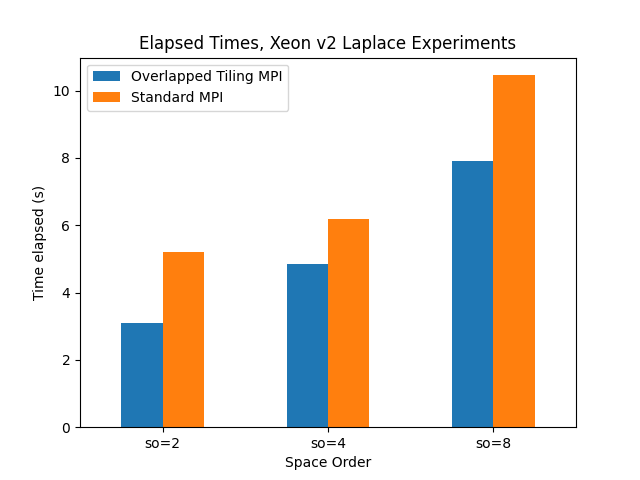 Elapsed Times, Xeon v2 Laplace Experiments
Overlapped Tiling MPI
Standard MPI
10
8
6
4
2
0
Time elapsed (s)
so=2
so=4
so=8
Space Order